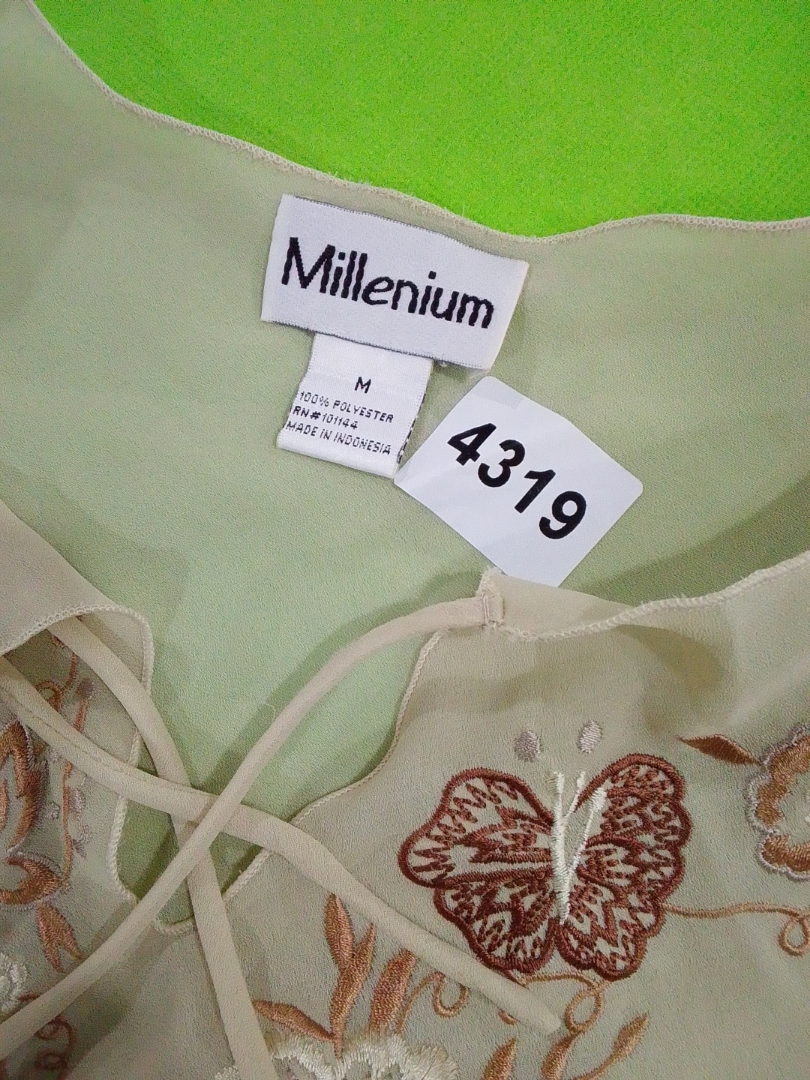 Millenium
M
100% POLYESTER
RN#101144
MADE IN INDONESIA
4319